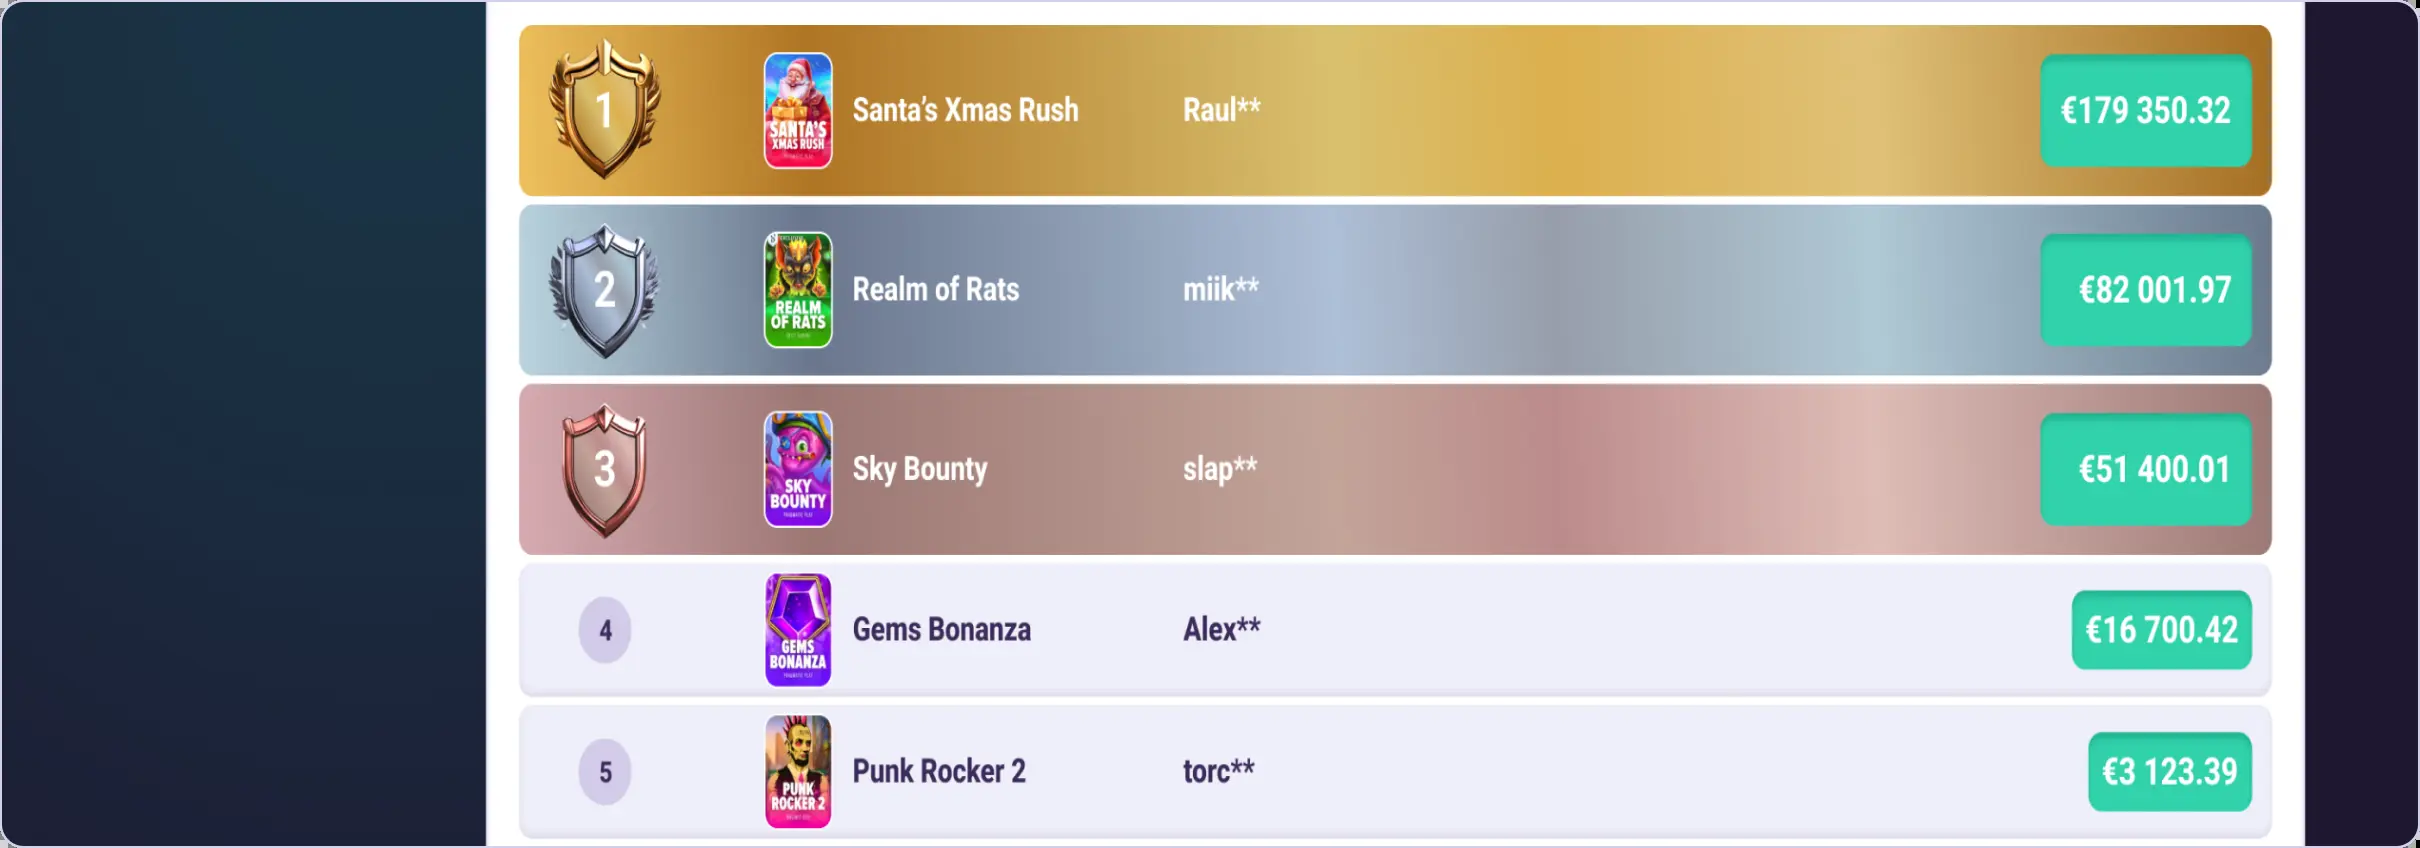 1
SANTA'S
XMAS RUSH
Santa's Xmas Rush
Raul**
€179 350.32
2
REALM
OF RATS
Realm of Rats
miik**
€82 001.97
3
SKY
BOUNTY
Sky Bounty
slap**
€51 400.01
4
GEMS
BONANZA
Gems Bonanza
Alex**
€16 700.42
5
PUNK
ROCKER 2
Punk Rocker 2
torc**
€3 123.39